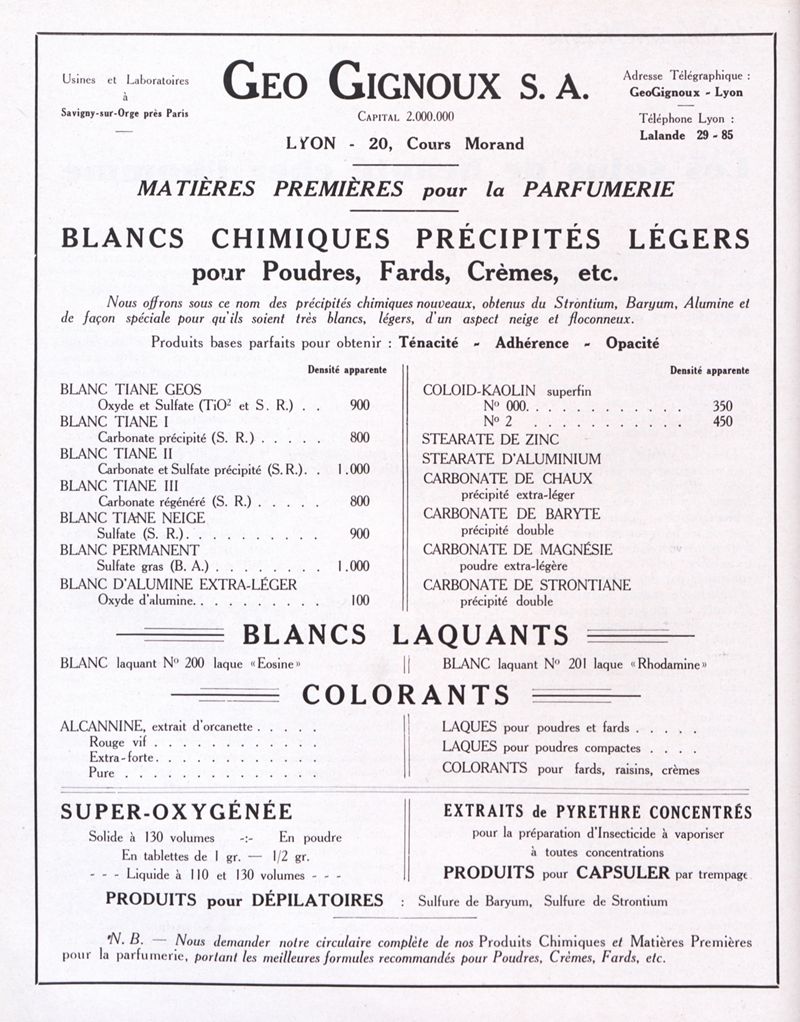 Usines et Laboratoires
à
Savigny-sur-Orge près Paris
GEO GIGNOUX S. A.
CAPITAL 2.000.000
LYON - 20, Cours Morand
Adresse Télégraphique :
GeoGignoux - Lyon
Téléphone Lyon :
Lalande 29 - 85
MATIÈRES PREMIÈRES pour la PARFUMERIE
BLANCS CHIMIQUES PRÉCIPITÉS LÉGERS
pour Poudres, Fards, Crèmes, etc.
Nous offrons sous ce nom des précipités chimiques nouveaux, obtenus du Strontium, Baryum, Alumine et
de façon spéciale pour qu'ils soient très blancs, légers, d'un aspect neige et floconneux.
Produits bases parfaits pour obtenir : Ténacité - Adhérence - Opacité
Densité apparente
BLANC TIANE GEOS
Oxyde et Sulfate (TiO² et S. R.) . . 900
BLANC TIANE I
Carbonate précipité (S. R.) . . . . . 800
BLANC TIANE II
Carbonate et Sulfate précipité (S. R.). . 1.000
BLANC TIANE III
Carbonate régénéré (S. R.) . . . . . 800
BLANC TIANE NEIGE
Sulfate (S. R.). . . . . . . . . . 900
BLANC PERMANENT
Sulfate gras (B. A.) . . . . . . . . 1.000
BLANC D'ALUMINE EXTRA-LÉGER
Oxyde d'alumine. . . . . . . . . . 100
Densité apparente
COLOID-KAOLIN superfin
Nº 000. . . . . . . . . . . . 350
Nº 2 . . . . . . . . . . . 450
STEARATE DE ZINC
STEARATE D'ALUMINIUM
CARBONATE DE CHAUX
précipité extra-léger
CARBONATE DE BARYTE
précipité double
CARBONATE DE MAGNÉSIE
poudre extra-légère
CARBONATE DE STRONTIANE
précipité double
BLANCS LAQUANTS
BLANC laquant Nº 200 laque «Eosine»
BLANC laquant Nº 201 laque «Rhodamine»
COLORANTS
ALCANNINE, extrait d'orcanette . . . . .
Rouge vif . . . . . . . . . . . .
Extra-forte. . . . . . . . . . . .
Pure . . . . . . . . . . . . . .
LAQUES pour poudres et fards . . . . .
LAQUES pour poudres compactes . . . .
COLORANTS pour fards, raisins, crèmes
SUPER-OXYGÉNÉE
Solide à 130 volumes -:- En poudre
En tablettes de 1 gr. — 1/2 gr.
- - - Liquide à 110 et 130 volumes - - -
EXTRAITS de PYRETHRE CONCENTRÉS
pour la préparation d'Insecticide à vaporiser
à toutes concentrations
PRODUITS pour CAPSULER par trempage
PRODUITS pour DÉPILATOIRES : Sulfure de Baryum, Sulfure de Strontium
N. B. — Nous demander notre circulaire complète de nos Produits Chimiques et Matières Premières
pour la parfumerie, portant les meilleures formules recommandés pour Poudres, Crèmes, Fards, etc.